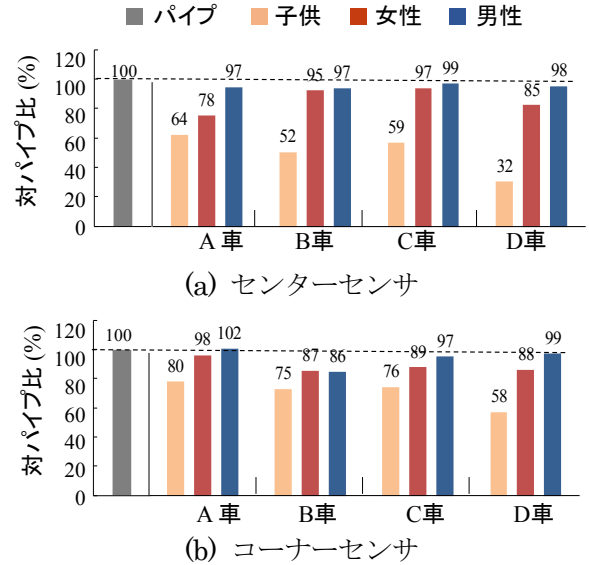 パイプ 子供 女性 男性
対パイプ比 (%)
120
100
80
60
40
20
0
100
64 78 97
52 95 97
59 97 99
32 85 98
A 車 B車 C車 D車
(a) センターセンサ
対パイプ比 (%)
120
100
80
60
40
20
0
100
80 98 102
75 87 86
76 89 97
58 88 99
A 車 B車 C車 D車
(b) コーナーセンサ